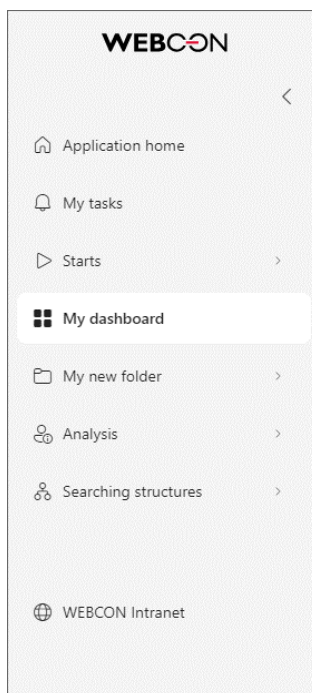 WEBCON
Application home
My tasks
Starts
My dashboard
My new folder
Analysis
Searching structures
WEBCON Intranet